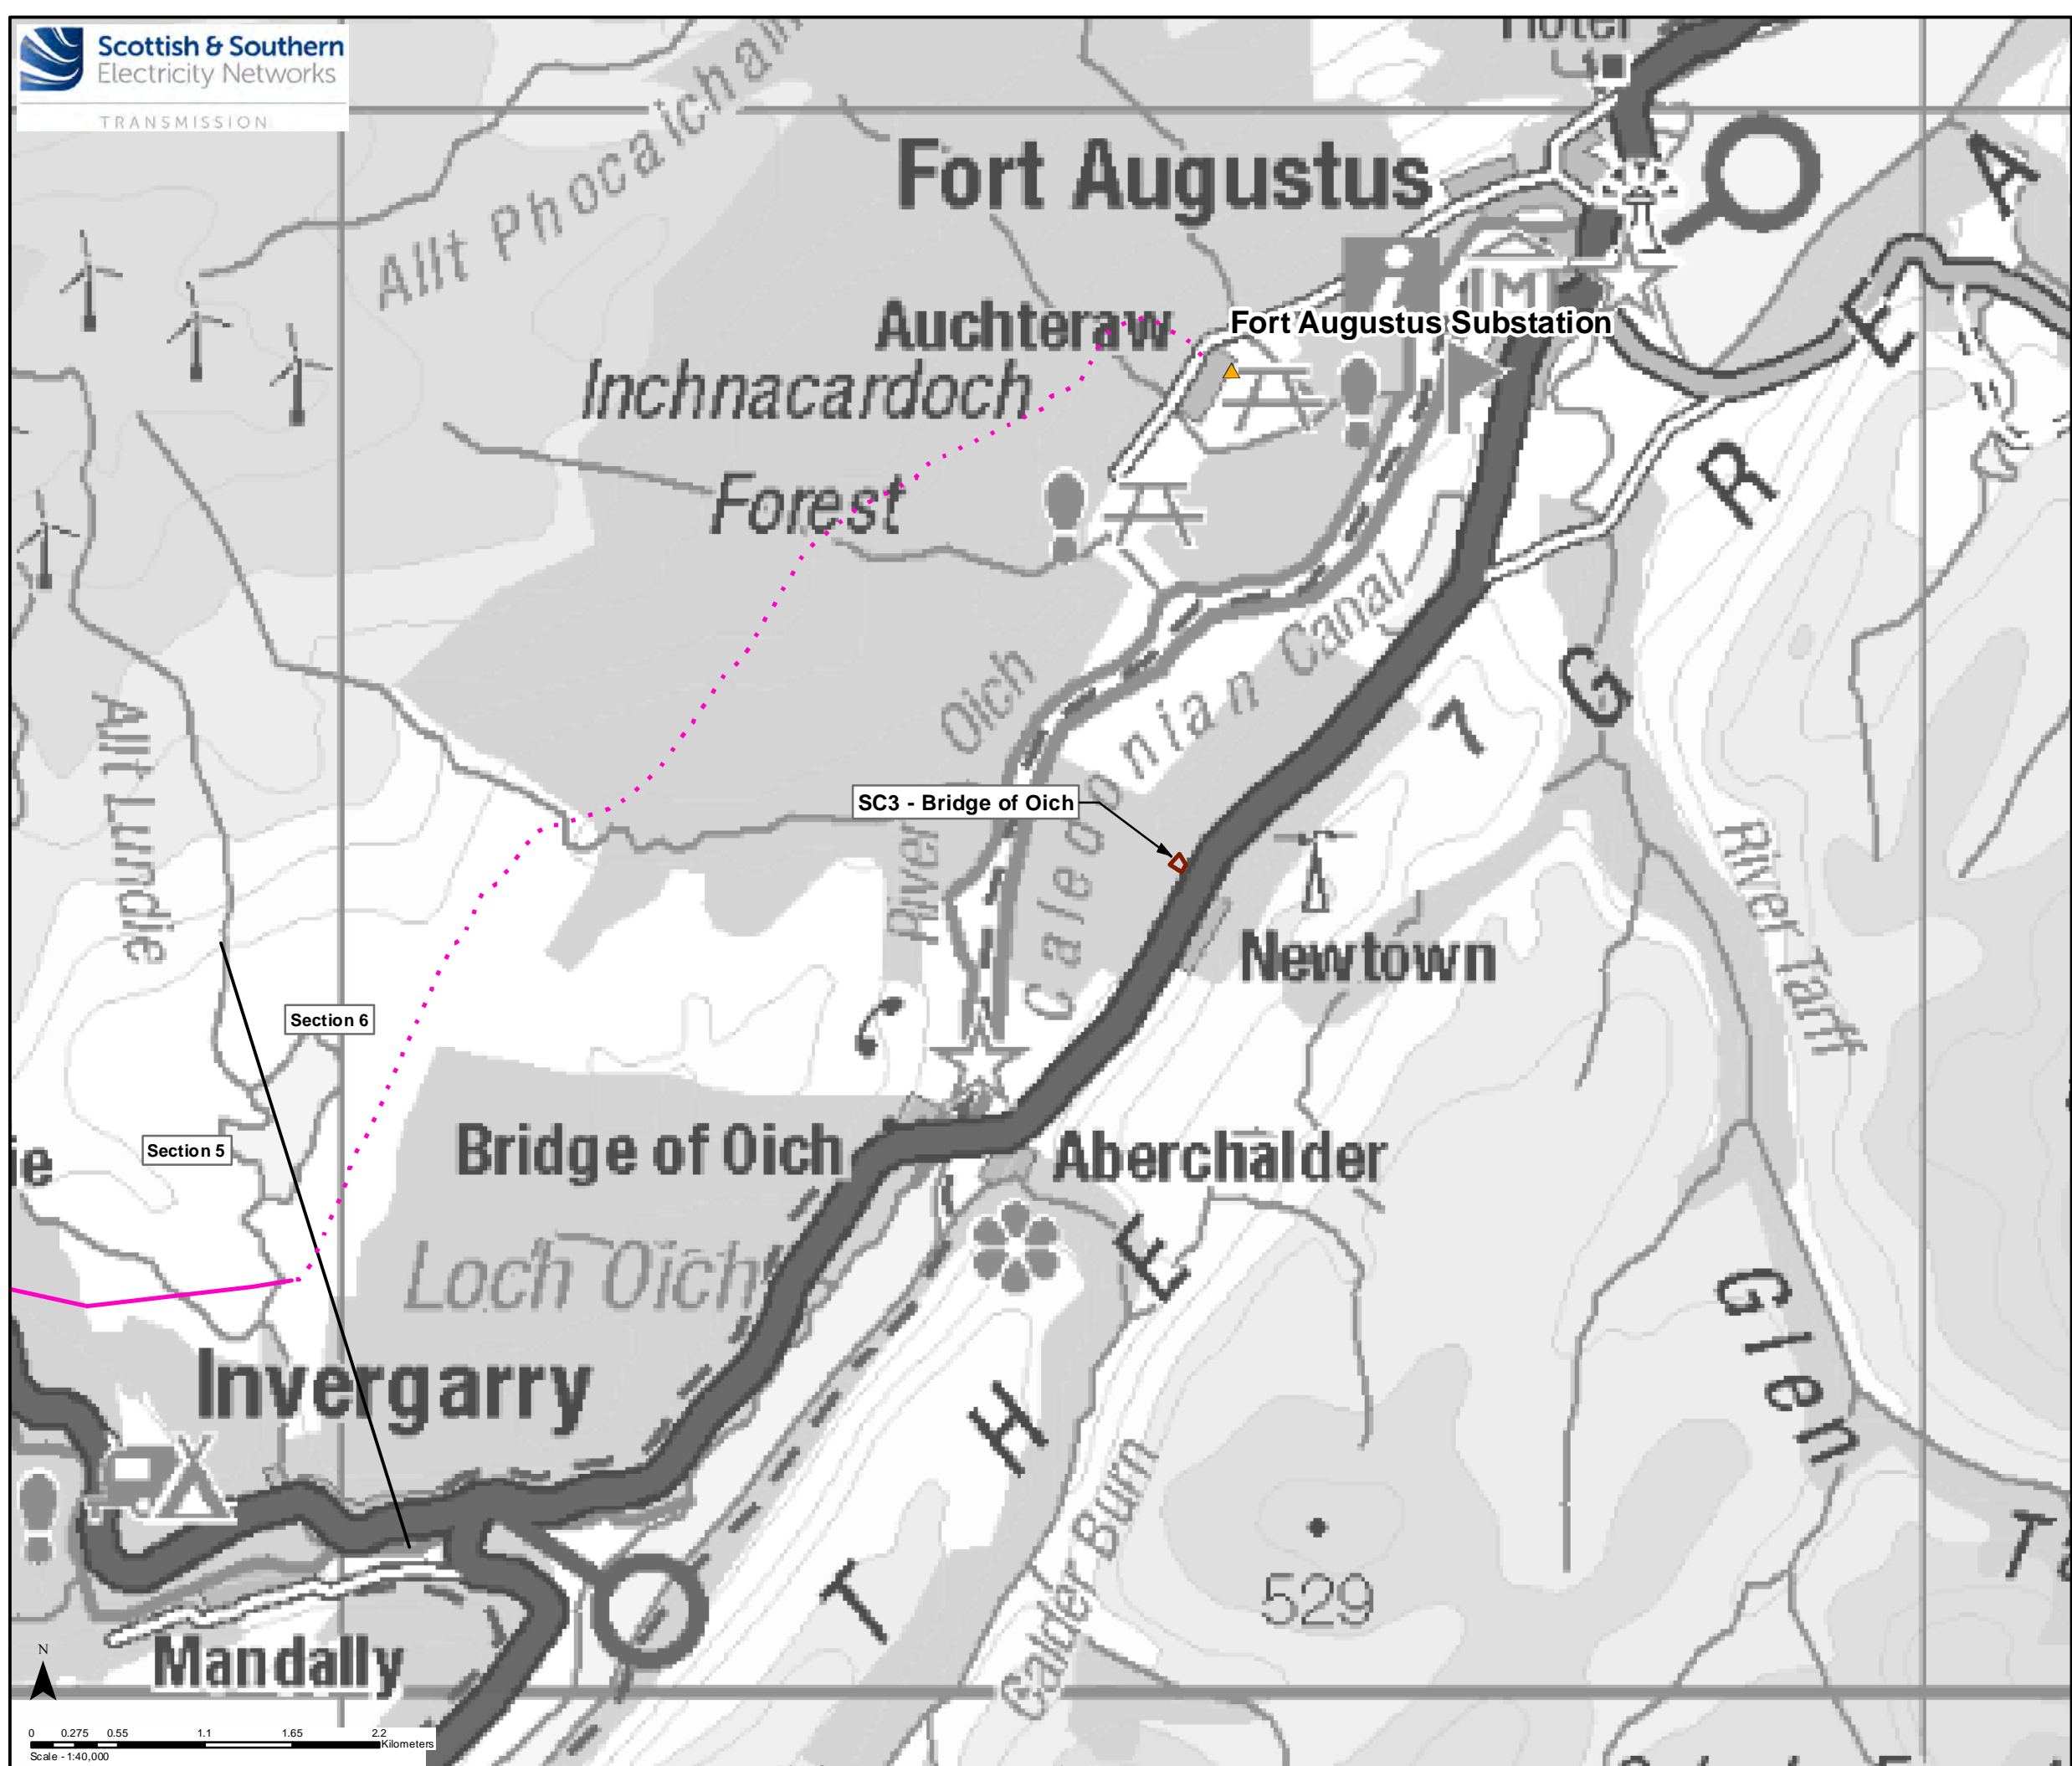 Scottish & Southern
Electricity Networks
TRANSMISSION
Hotel
Allt Phocaichain
Fort Augustus
A
E
Auchteraw
Fort Augustus Substation
Inchnacardoch
Forest
R
M
Caledonian Canal
River Oich
G
7
Allt Lundie
SC3 - Bridge of Oich
River Tarff
Newtown
Section 6
Section 5
ie
Bridge of Oich
Aberchalder
Loch Oich
E
Glen
Invergarry
H
T
Calder Burn
529
Mandally
N
0 0.275 0.55 1.1 1.65 2.2
Kilometers
Scale - 1:40,000